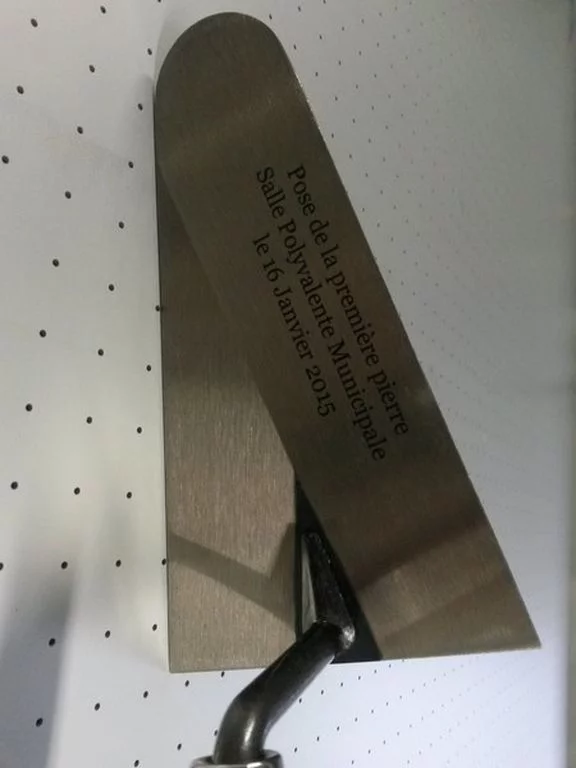 Pose de la première pierre
Salle Polyvalente Municipale
le 16 Janvier 2015